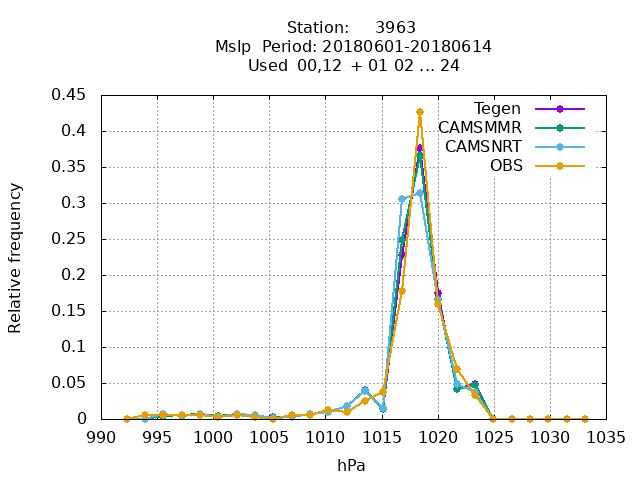 Station: 3963
Mslp Period: 20180601-20180614
Used 00,12 + 01 02 ... 24
Relative frequency
0.45
0.4
0.35
0.3
0.25
0.2
0.15
0.1
0.05
0
Tegen
CAMSMMR
CAMSNRT
OBS
990 995 1000 1005 1010 1015 1020 1025 1030 1035
hPa